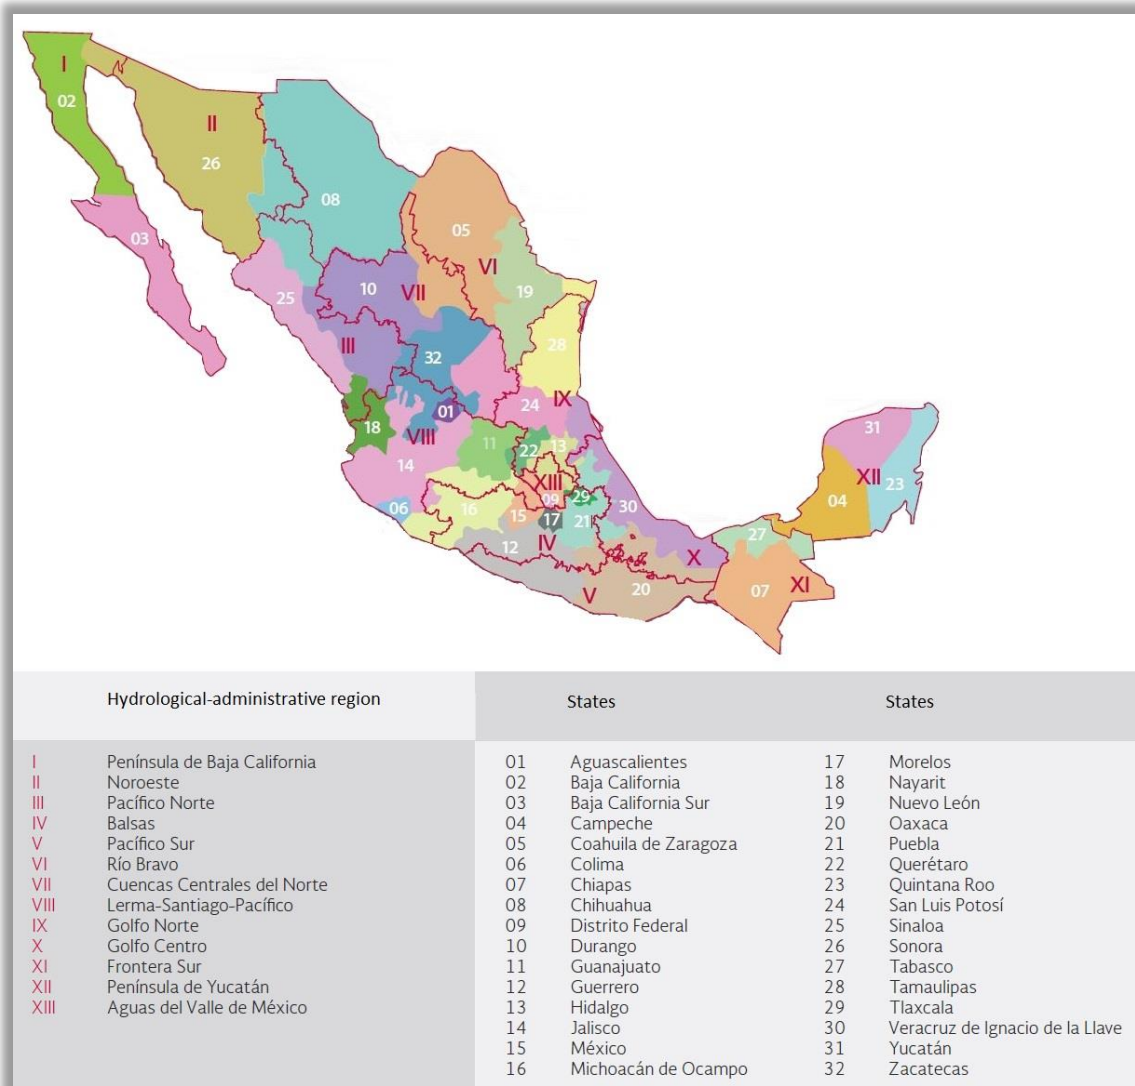 I
02
II
26
08
03
05
VI
25
10
VII
19
III
32
28
24
IX
01
18
VIII
11
22
13
31
14
XII
XIII
23
06
16
09
29
04
15
17
21
30
27
12
IV
X
V
20
07
XI
Hydrological-administrative region
I Península de Baja California
II Noroeste
III Pacífico Norte
IV Balsas
V Pacífico Sur
VI Río Bravo
VII Cuencas Centrales del Norte
VIII Lerma-Santiago-Pacífico
IX Golfo Norte
X Golfo Centro
XI Frontera Sur
XII Península de Yucatán
XIII Aguas del Valle de México
States
01 Aguascalientes
02 Baja California
03 Baja California Sur
04 Campeche
05 Coahuila de Zaragoza
06 Colima
07 Chiapas
08 Chihuahua
09 Distrito Federal
10 Durango
11 Guanajuato
12 Guerrero
13 Hidalgo
14 Jalisco
15 México
16 Michoacán de Ocampo
States
17 Morelos
18 Nayarit
19 Nuevo León
20 Oaxaca
21 Puebla
22 Querétaro
23 Quintana Roo
24 San Luis Potosí
25 Sinaloa
26 Sonora
27 Tabasco
28 Tamaulipas
29 Tlaxcala
30 Veracruz de Ignacio de la Llave
31 Yucatán
32 Zacatecas